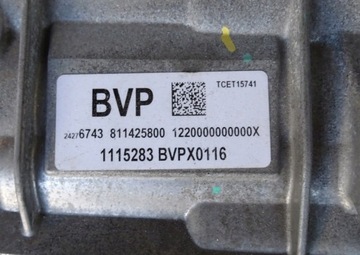 TCET15741
BVP
24276743 811425800 1220000000000X
1115283 BVPX0116